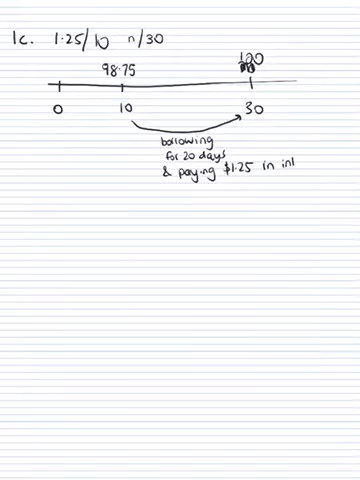 1c. 1.25/10 n/30
98.75 100
0 10 30
borrowing
for 20 days
& paying $1.25 in int